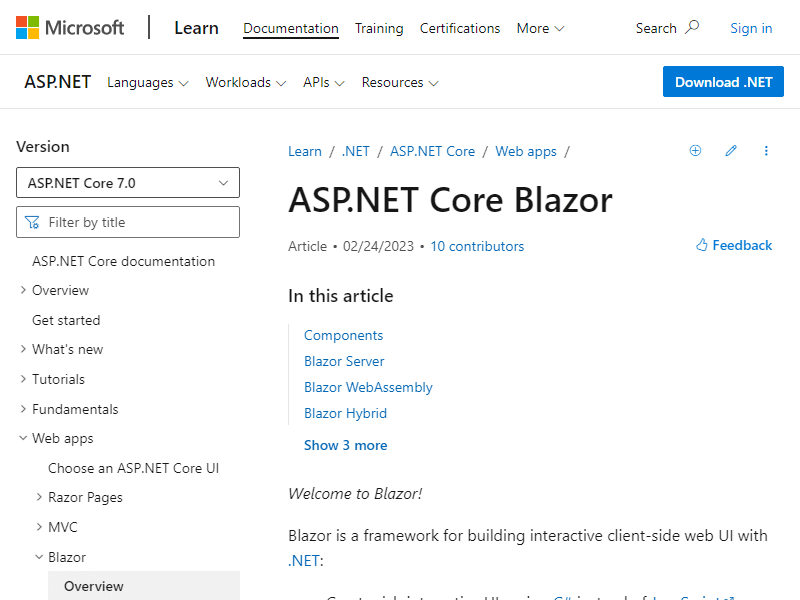 Microsoft
Learn
Documentation
Training
Certifications
More
Search
Sign in
ASP.NET
Languages
Workloads
APIs
Resources
Download .NET
Version
ASP.NET Core 7.0
Filter by title
ASP.NET Core documentation
Overview
Get started
What's new
Tutorials
Fundamentals
Web apps
Choose an ASP.NET Core UI
Razor Pages
MVC
Blazor
Overview
Learn / .NET / ASP.NET Core / Web apps /
ASP.NET Core Blazor
Article • 02/24/2023 • 10 contributors
Feedback
In this article
Components
Blazor Server
Blazor WebAssembly
Blazor Hybrid
Show 3 more
Welcome to Blazor!
Blazor is a framework for building interactive client-side web UI with
.NET: